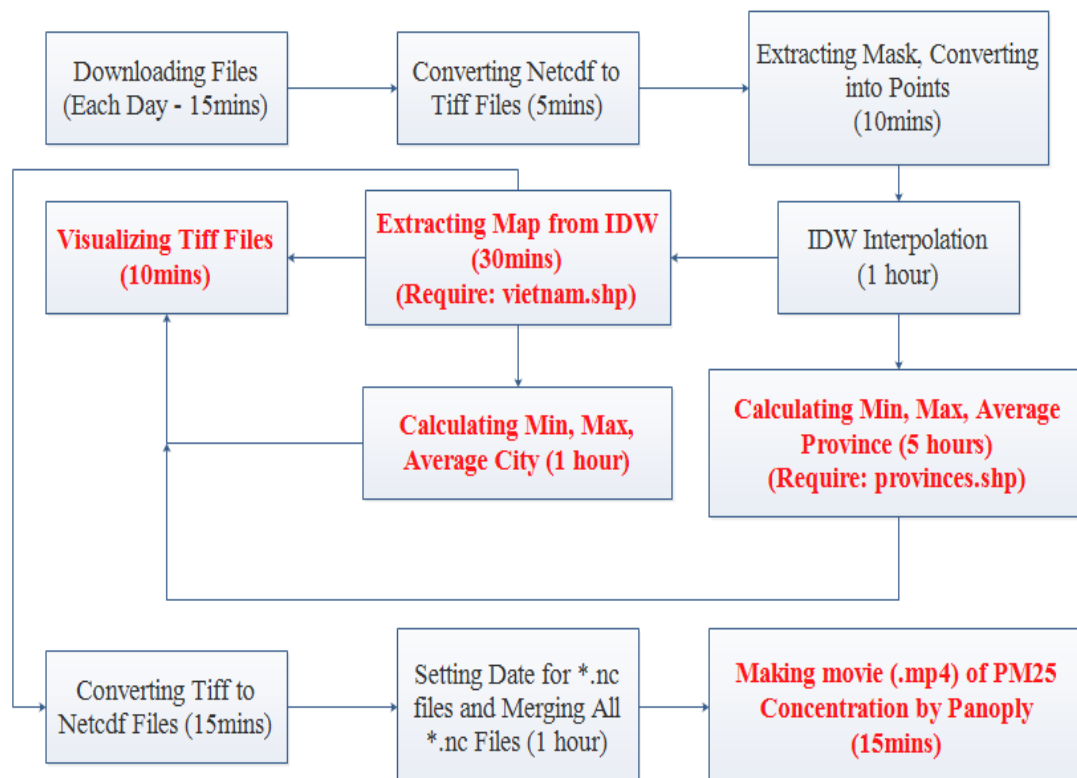 Downloading Files
(Each Day - 15mins)
Converting Netcdf to
Tiff Files (5mins)
Extracting Mask, Converting
into Points
(10mins)
Visualizing Tiff Files
(10mins)
Extracting Map from IDW
(30mins)
(Require: vietnam.shp)
IDW Interpolation
(1 hour)
Calculating Min, Max,
Average City (1 hour)
Calculating Min, Max, Average
Province (5 hours)
(Require: provinces.shp)
Converting Tiff to
Netcdf Files (15mins)
Setting Date for *.nc
files and Merging All
*.nc Files (1 hour)
Making movie (.mp4) of PM25
Concentration by Panoply
(15mins)